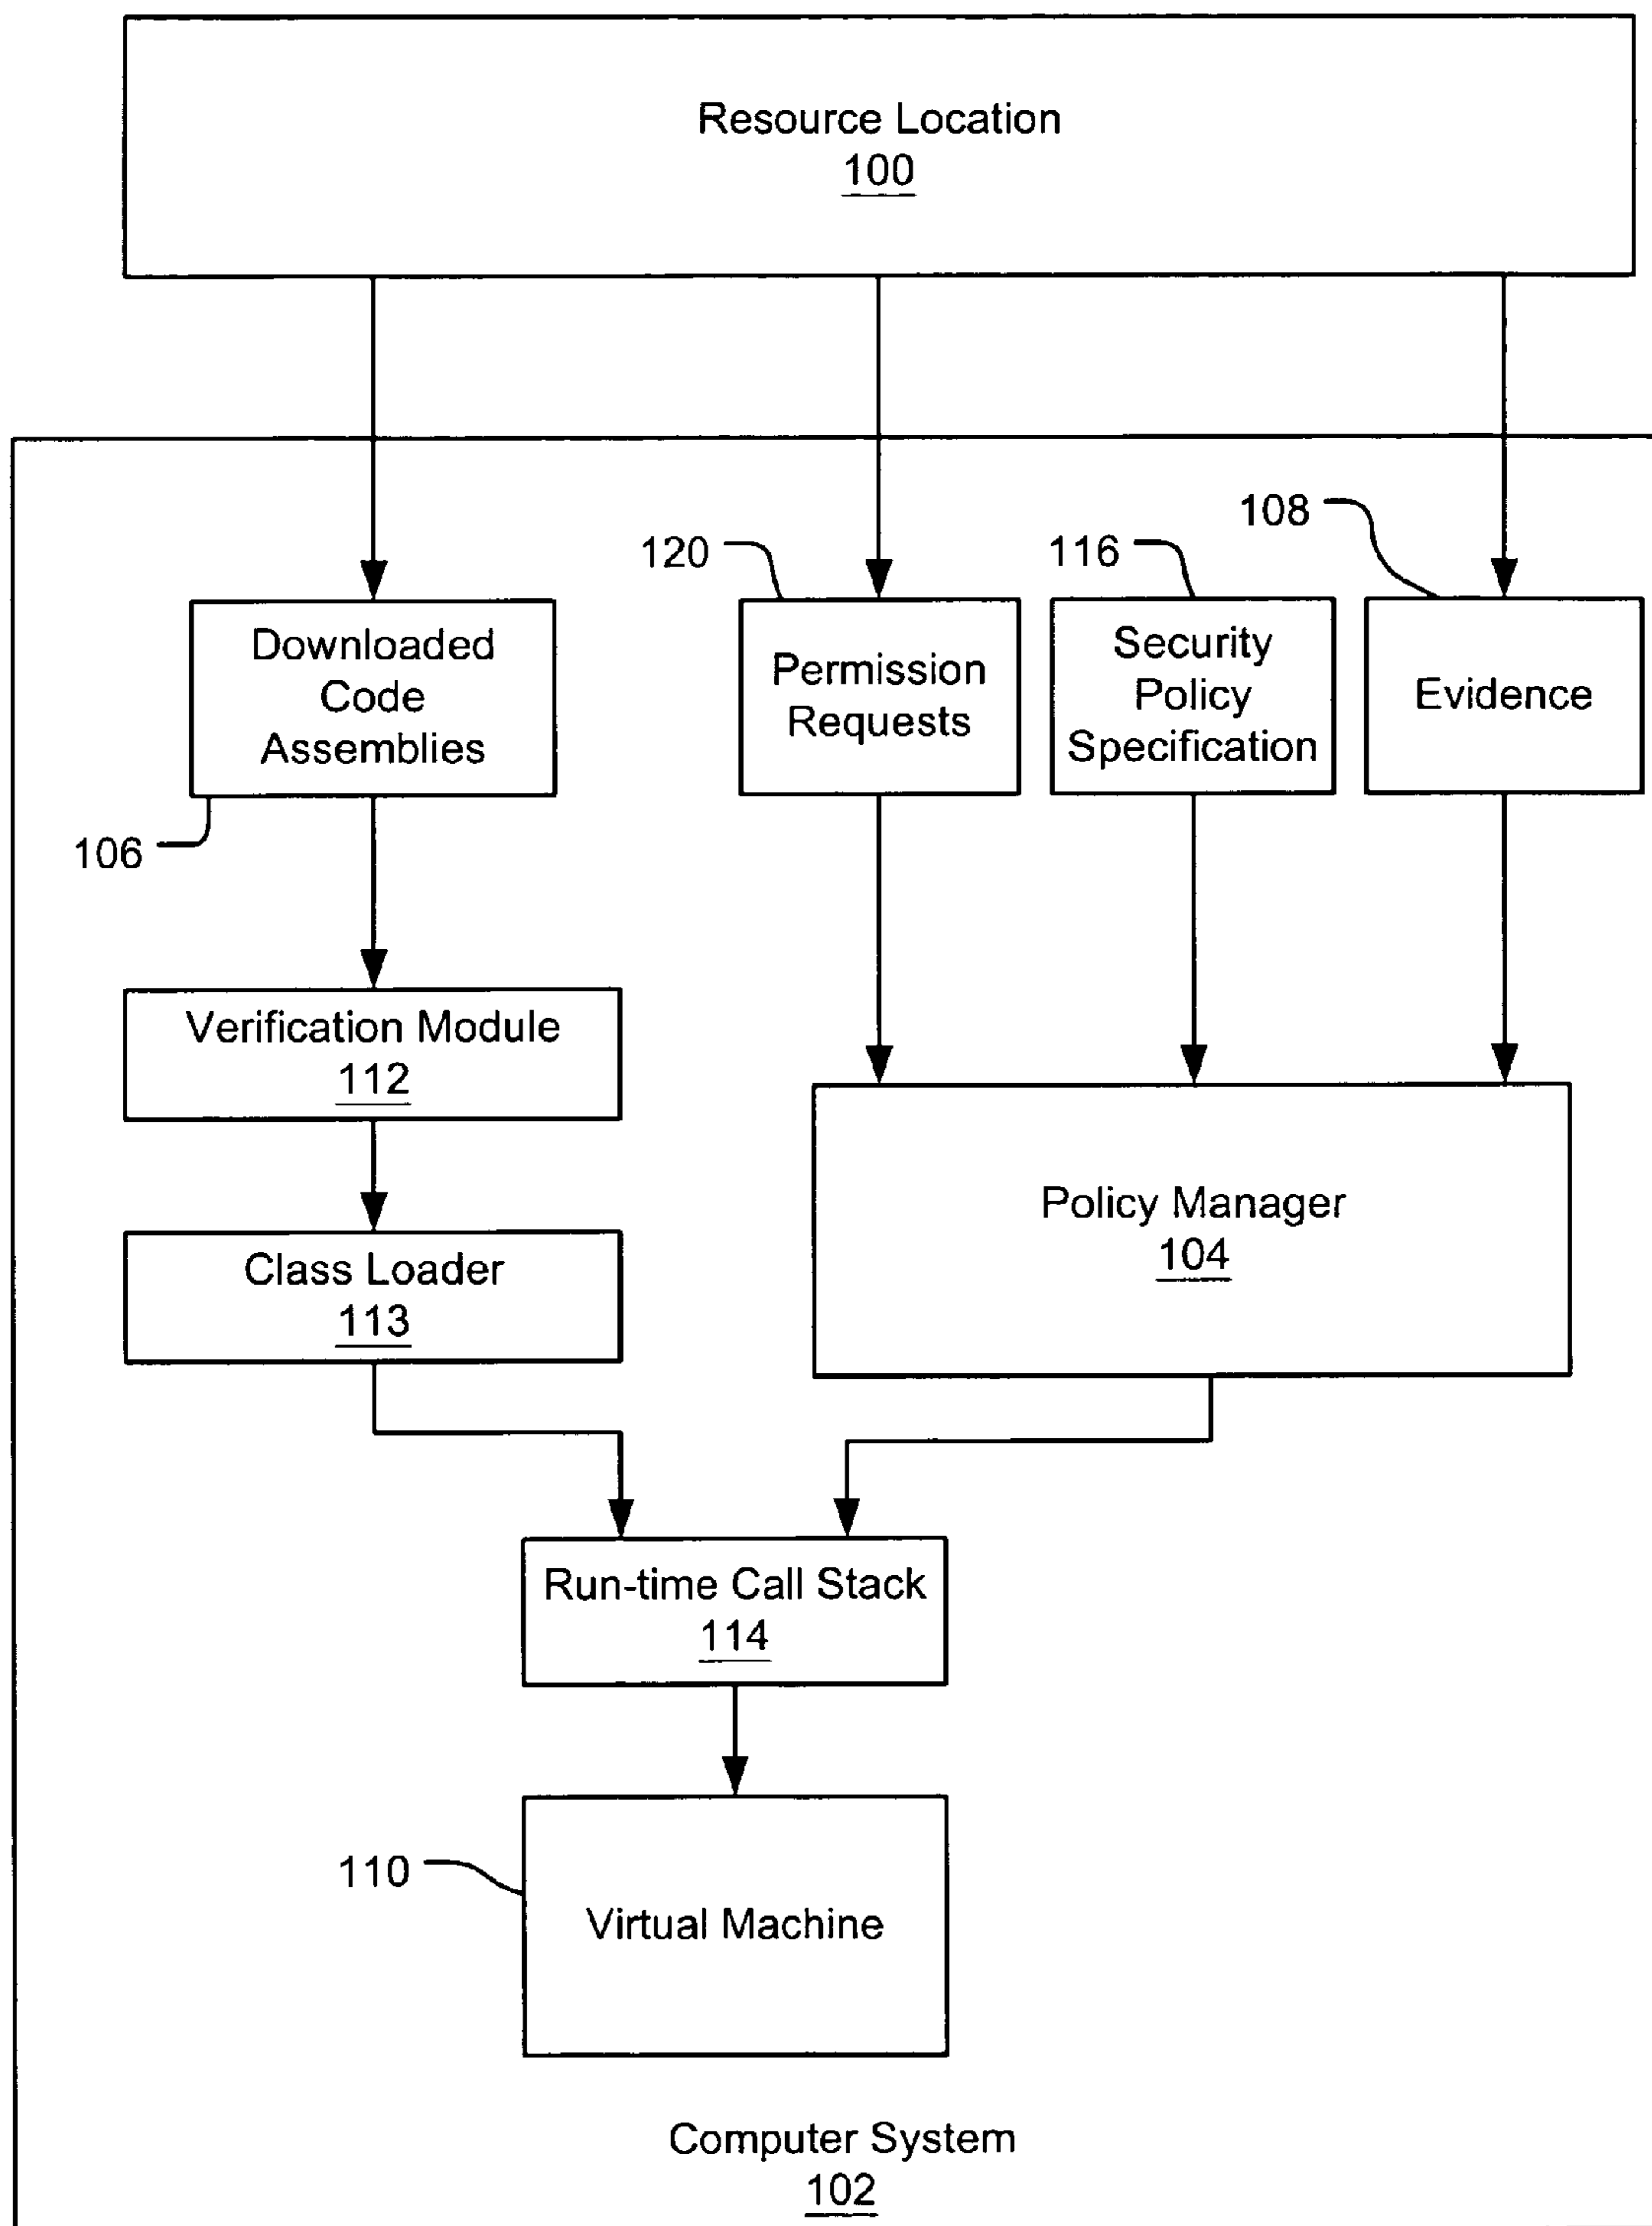 Resource Location
100
108
120
116
Downloaded
Code
Assemblies
Permission
Requests
Security
Policy
Specification
Evidence
106
Verification Module
112
Policy Manager
104
Class Loader
113
Run-time Call Stack
114
110
Virtual Machine
Computer System
102